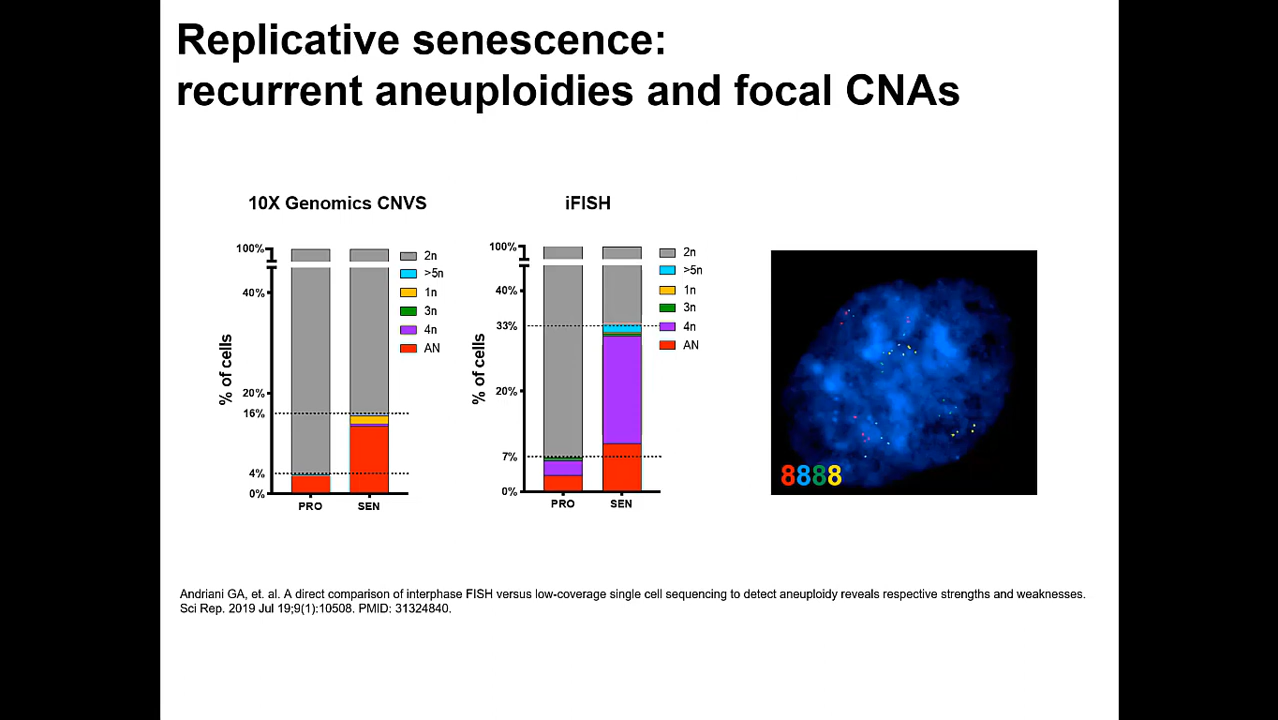 Replicative senescence:
recurrent aneuploidies and focal CNAs
10X Genomics CNVS
% of cells
100%
40%
20%
16%
4%
0%
PRO
SEN
2n
>5n
1n
3n
4n
AN
iFISH
% of cells
100%
40%
33%
20%
7%
0%
PRO
SEN
2n
>5n
1n
3n
4n
AN
8888
Andriani GA, et. al. A direct comparison of interphase FISH versus low-coverage single cell sequencing to detect aneuploidy reveals respective strengths and weaknesses.
Sci Rep. 2019 Jul 19;9(1):10508. PMID: 31324840.